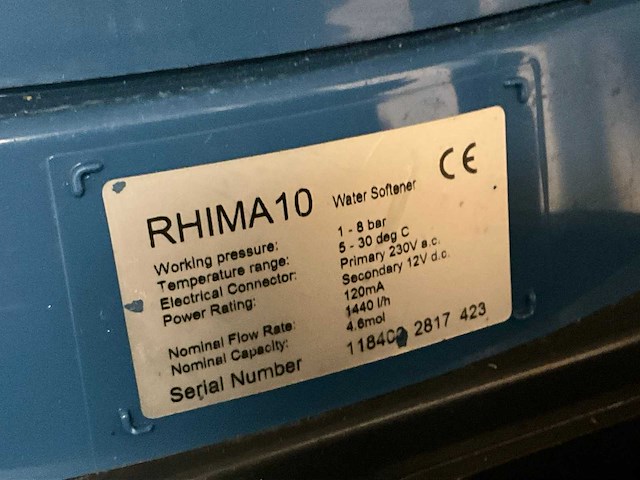 CE
RHIMA10 Water Softener
Working pressure: 1 - 8 bar
Temperature range: 5 - 30 deg C
Electrical Connector: Primary 230V a.c.
Secondary 12V d.c.
Power Rating: 120mA
Nominal Flow Rate: 1440 l/h
Nominal Capacity: 4.6mol
Serial Number 2817 423